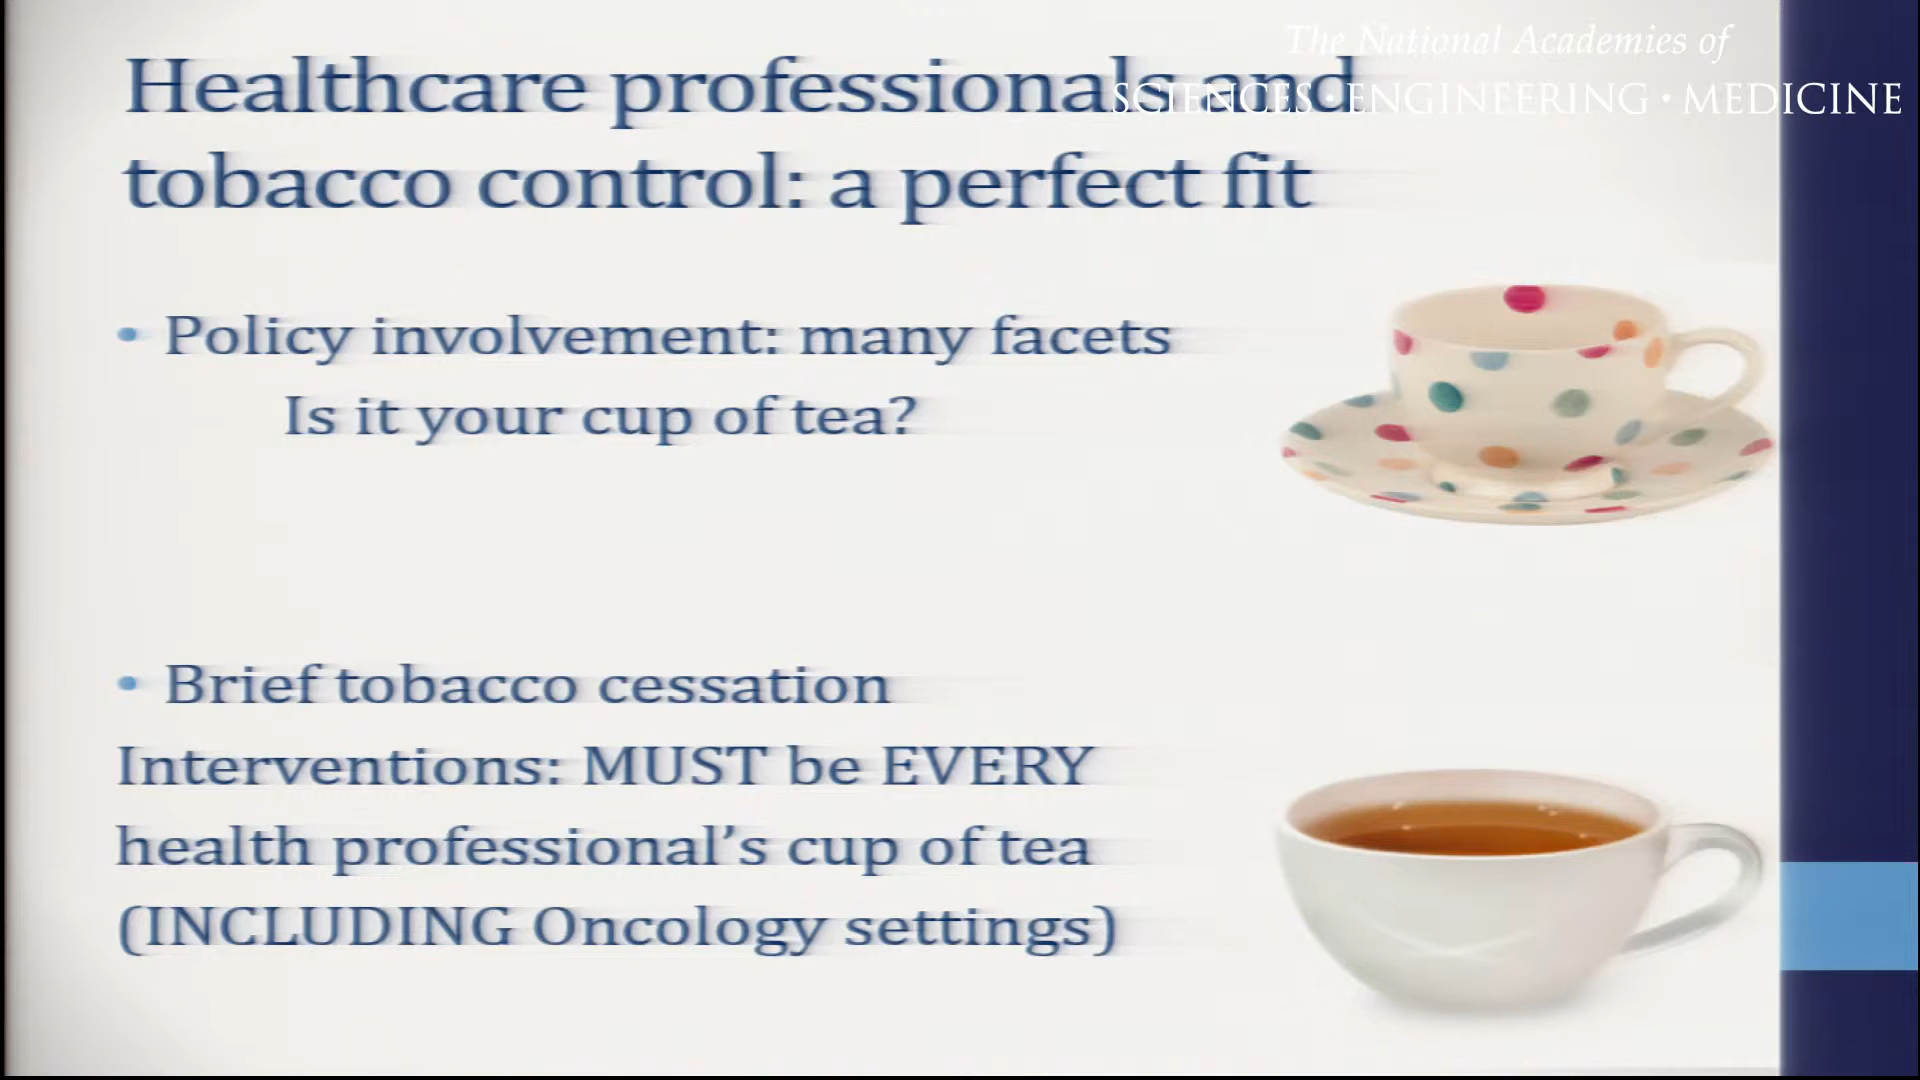 The National Academies of
SCIENCES · ENGINEERING · MEDICINE
Healthcare professionals and
tobacco control: a perfect fit
• Policy involvement: many facets
Is it your cup of tea?
• Brief tobacco cessation
Interventions: MUST be EVERY
health professional’s cup of tea
(INCLUDING Oncology settings)